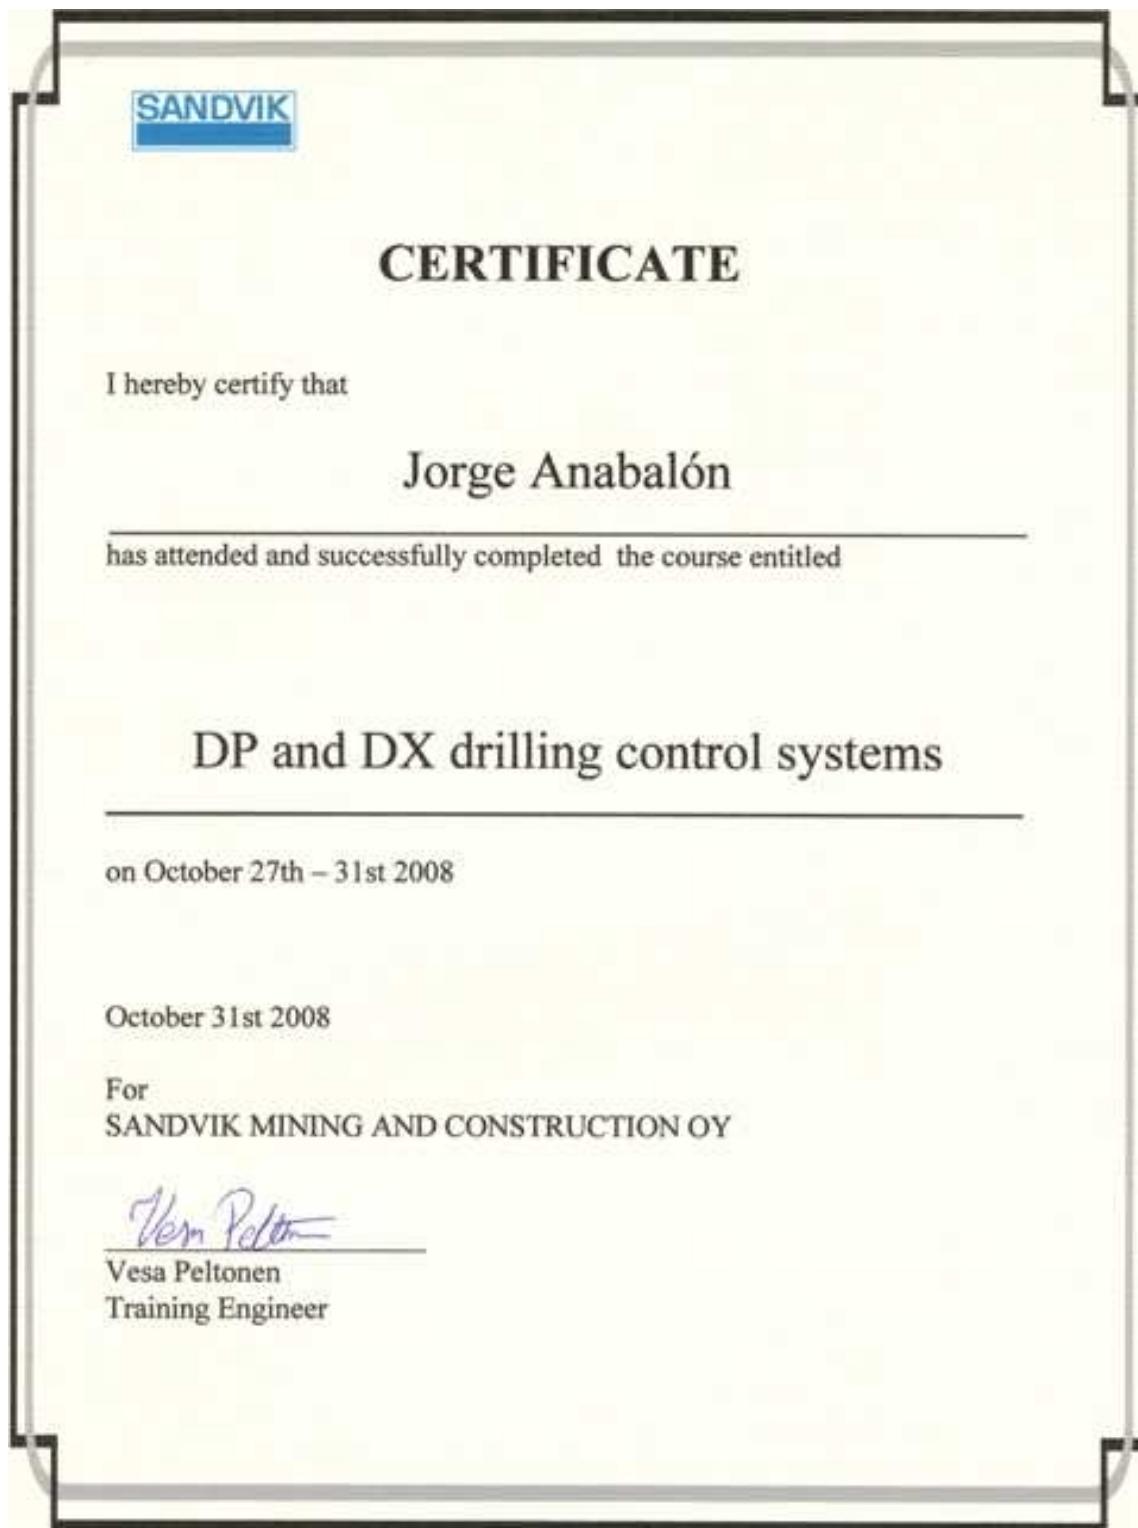 SANDVIK
CERTIFICATE
I hereby certify that
Jorge Anabalón
has attended and successfully completed the course entitled
DP and DX drilling control systems
on October 27th – 31st 2008
October 31st 2008
For
SANDVIK MINING AND CONSTRUCTION OY
Vesa Peltonen
Vesa Peltonen
Training Engineer